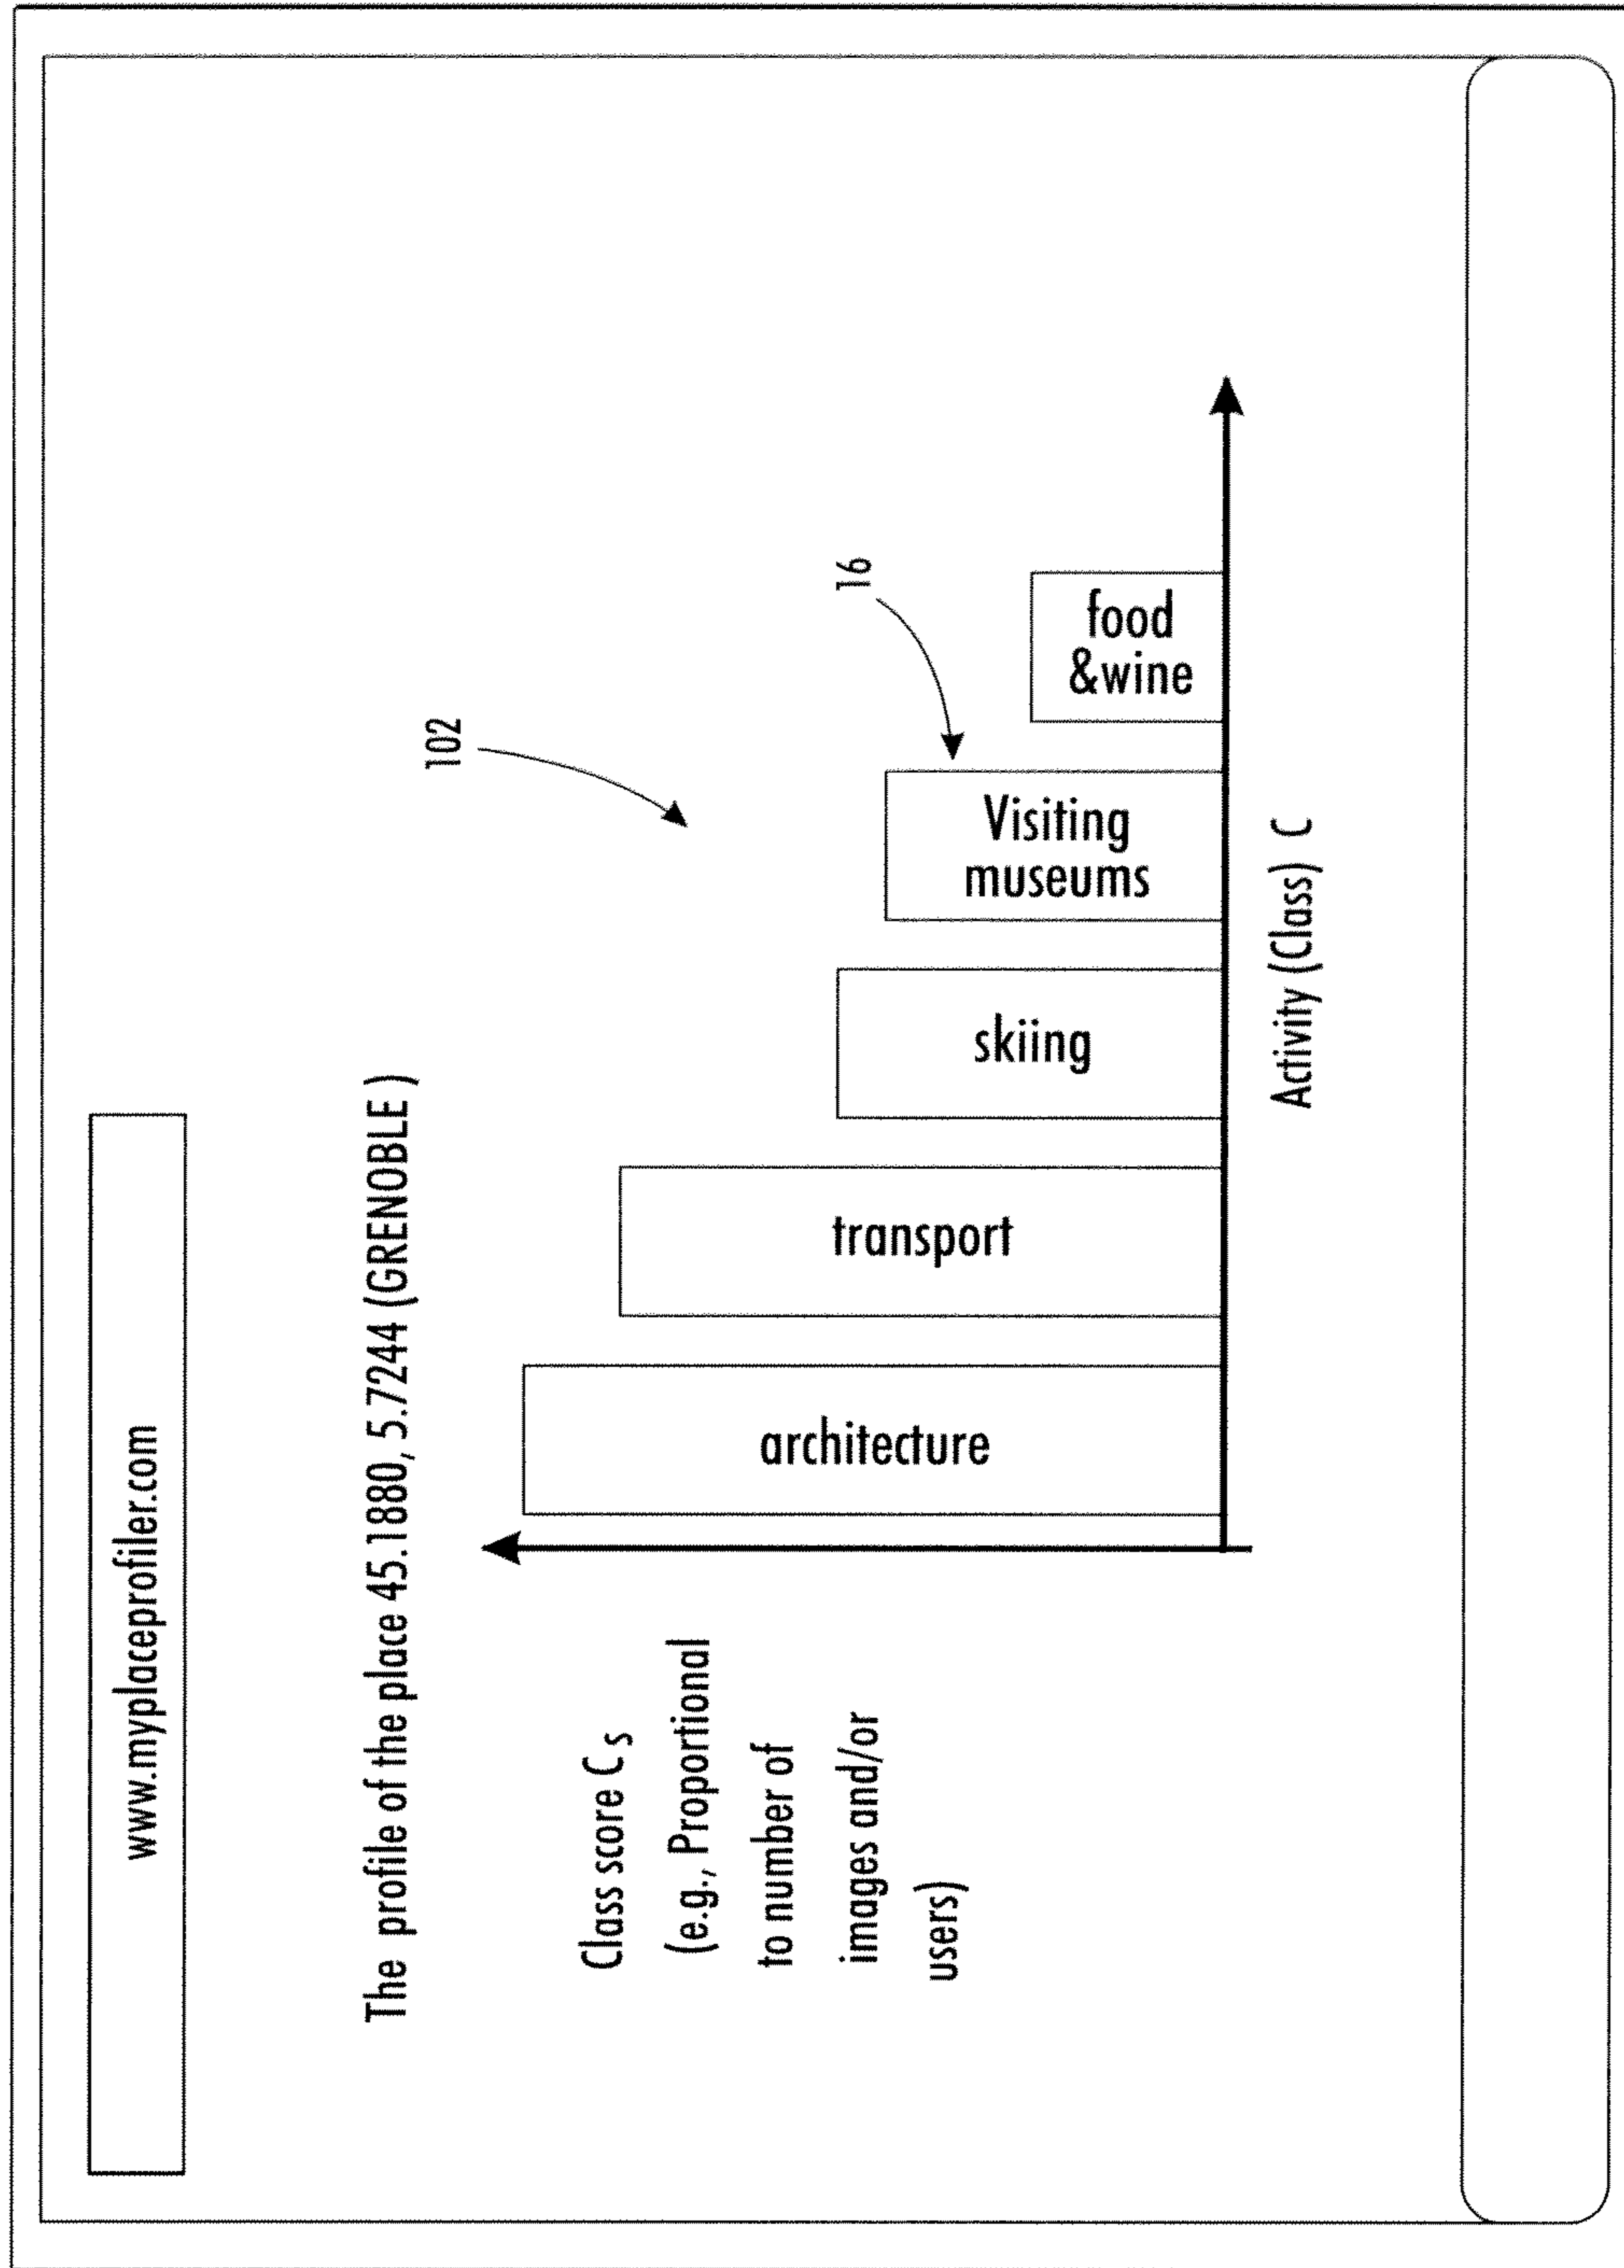 www.myplaceprofiler.com
The profile of the place 45.1880, 5.7244 (GRENOBLE )
Class score C S
(e.g., Proportional
to number of
images and/or
users)
102
16
architecture
transport
skiing
Visiting
museums
food
&wine
Activity (Class) C